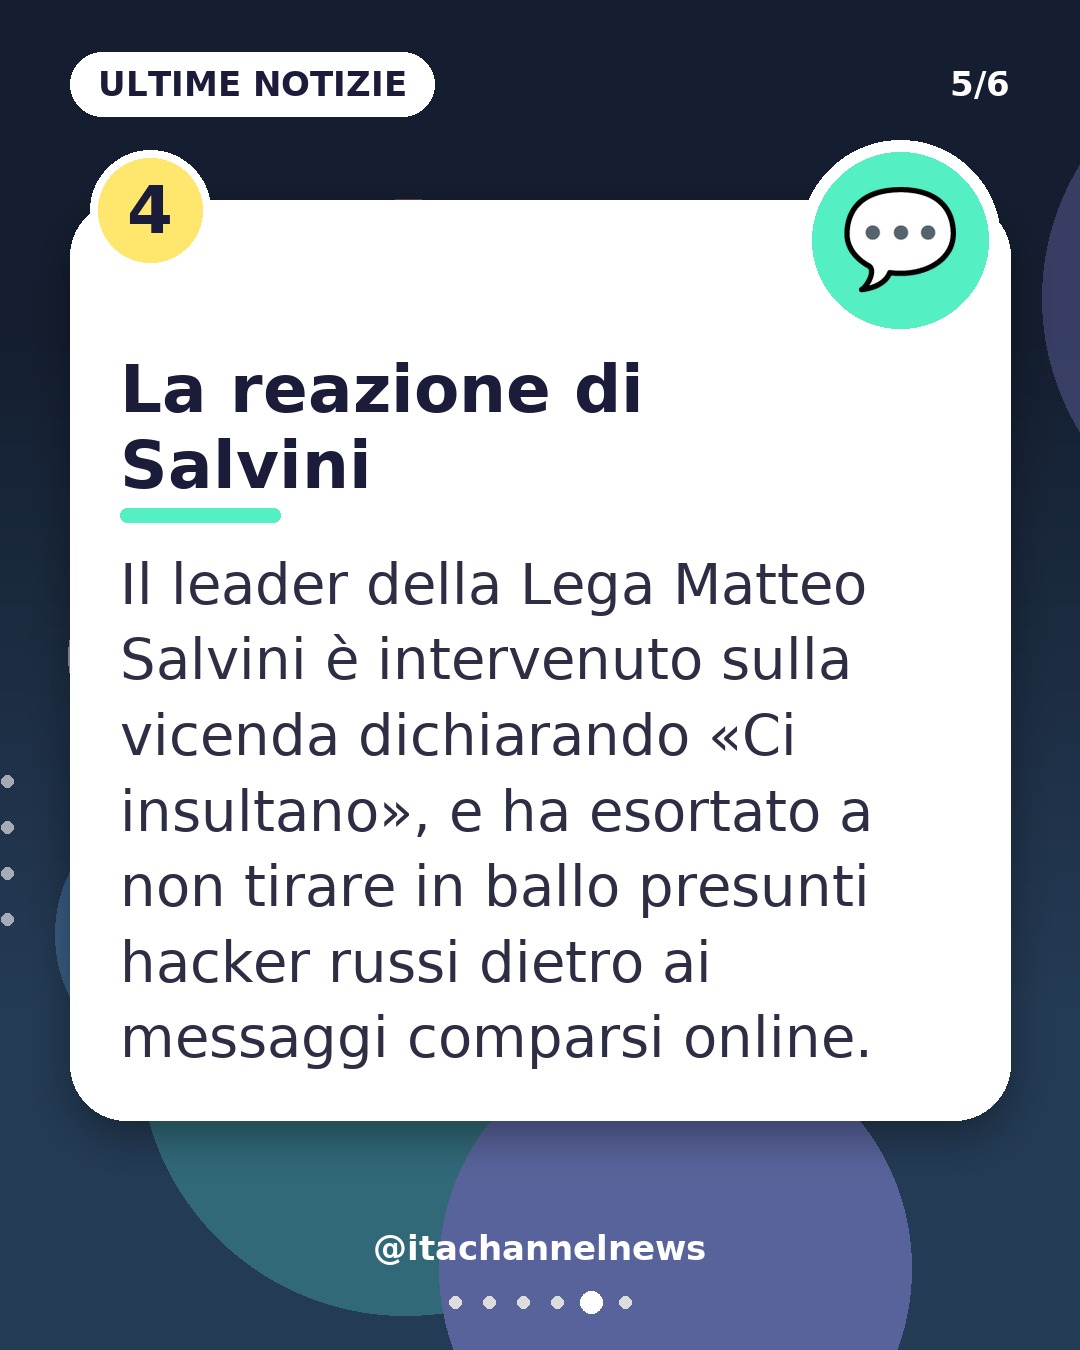 ULTIME NOTIZIE
5/6
4
La reazione di
Salvini
Il leader della Lega Matteo
Salvini è intervenuto sulla
vicenda dichiarando «Ci
insultano», e ha esortato a
non tirare in ballo presunti
hacker russi dietro ai
messaggi comparsi online.
@itachannelnews